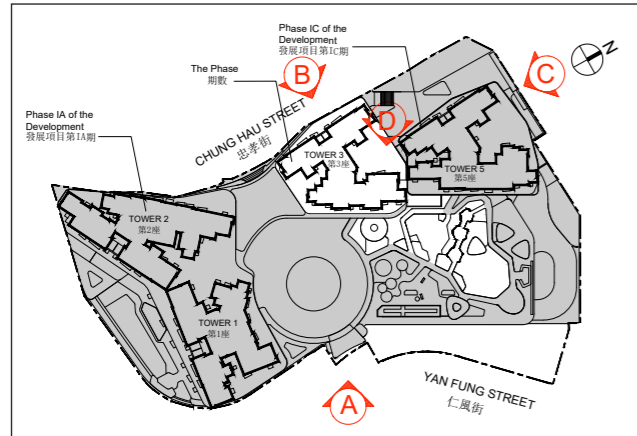 Phase IC of the
Development
發展項目第IC期
The Phase
期數
B
C
N
Phase IA of the
Development
發展項目第IA期
CHUNG HAU STREET
忠孝街
D
TOWER 3
第3座
TOWER 5
第5座
TOWER 2
第2座
TOWER 1
第1座
A
YAN FUNG STREET
仁風街